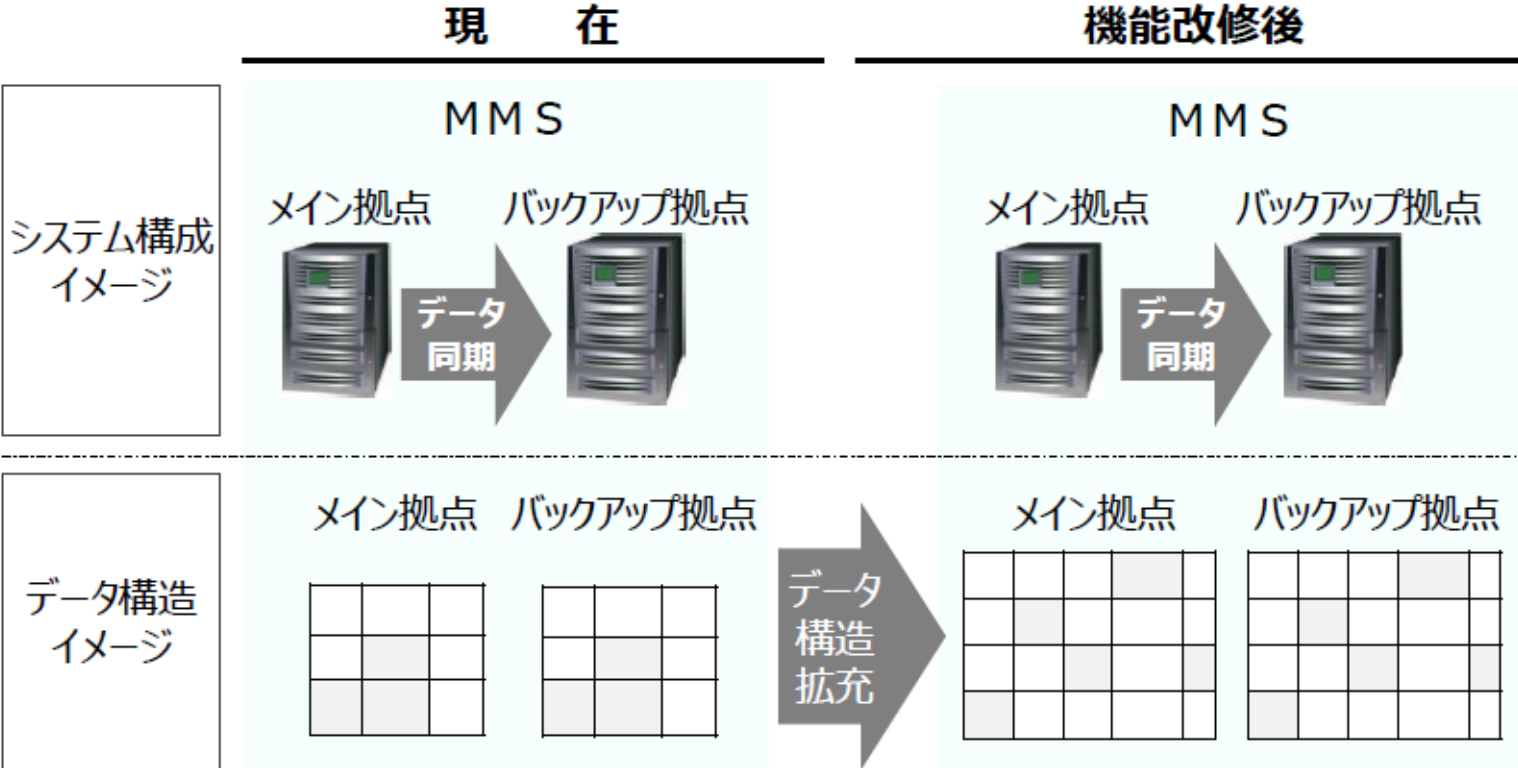 現 在
機能改修後
システム構成
イメージ
MMS
メイン拠点 バックアップ拠点
データ
同期
MMS
メイン拠点 バックアップ拠点
データ
同期
データ構造
イメージ
メイン拠点 バックアップ拠点
データ
構造
拡充
メイン拠点 バックアップ拠点